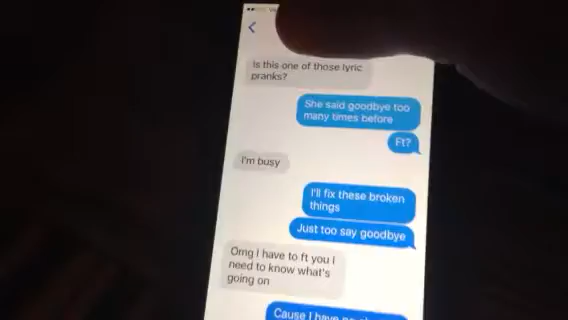 Is this one of those lyric
pranks?
She said goodbye too
many times before
Ft?
I'm busy
I'll fix these broken
things
Just too say goodbye
Omg I have to ft you I
need to know what's
going on
Cause I have no